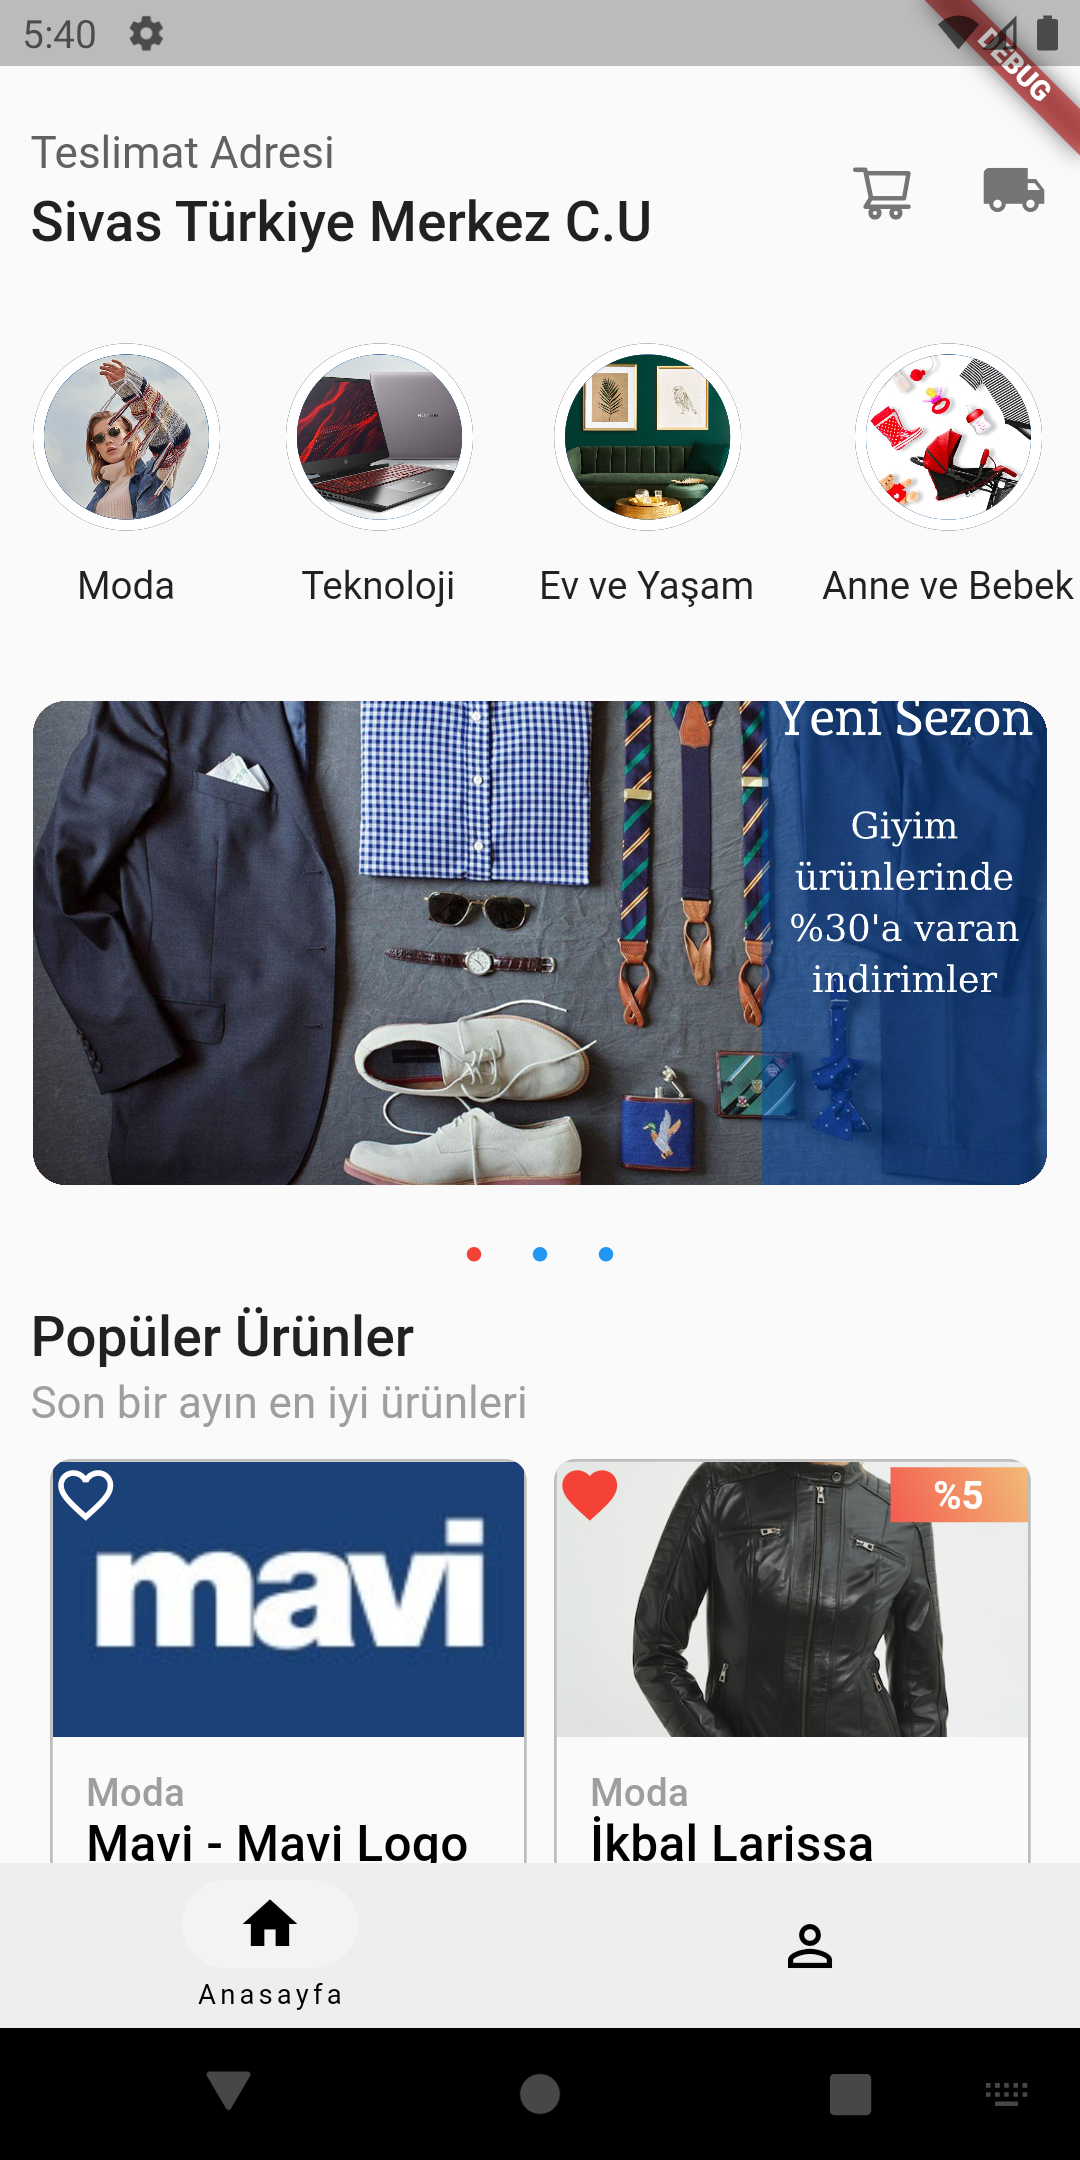 5:40
DEBUG
Teslimat Adresi
Sivas Türkiye Merkez C.U
Moda
Teknoloji
Ev ve Yaşam
Anne ve Bebek
Yeni Sezon
Giyim
ürünlerinde
%30'a varan
indirimler
Popüler Ürünler
Son bir ayın en iyi ürünleri
mavi
%5
Moda
Mavi - Mavi Logo
Moda
İkbal Larissa
Anasayfa